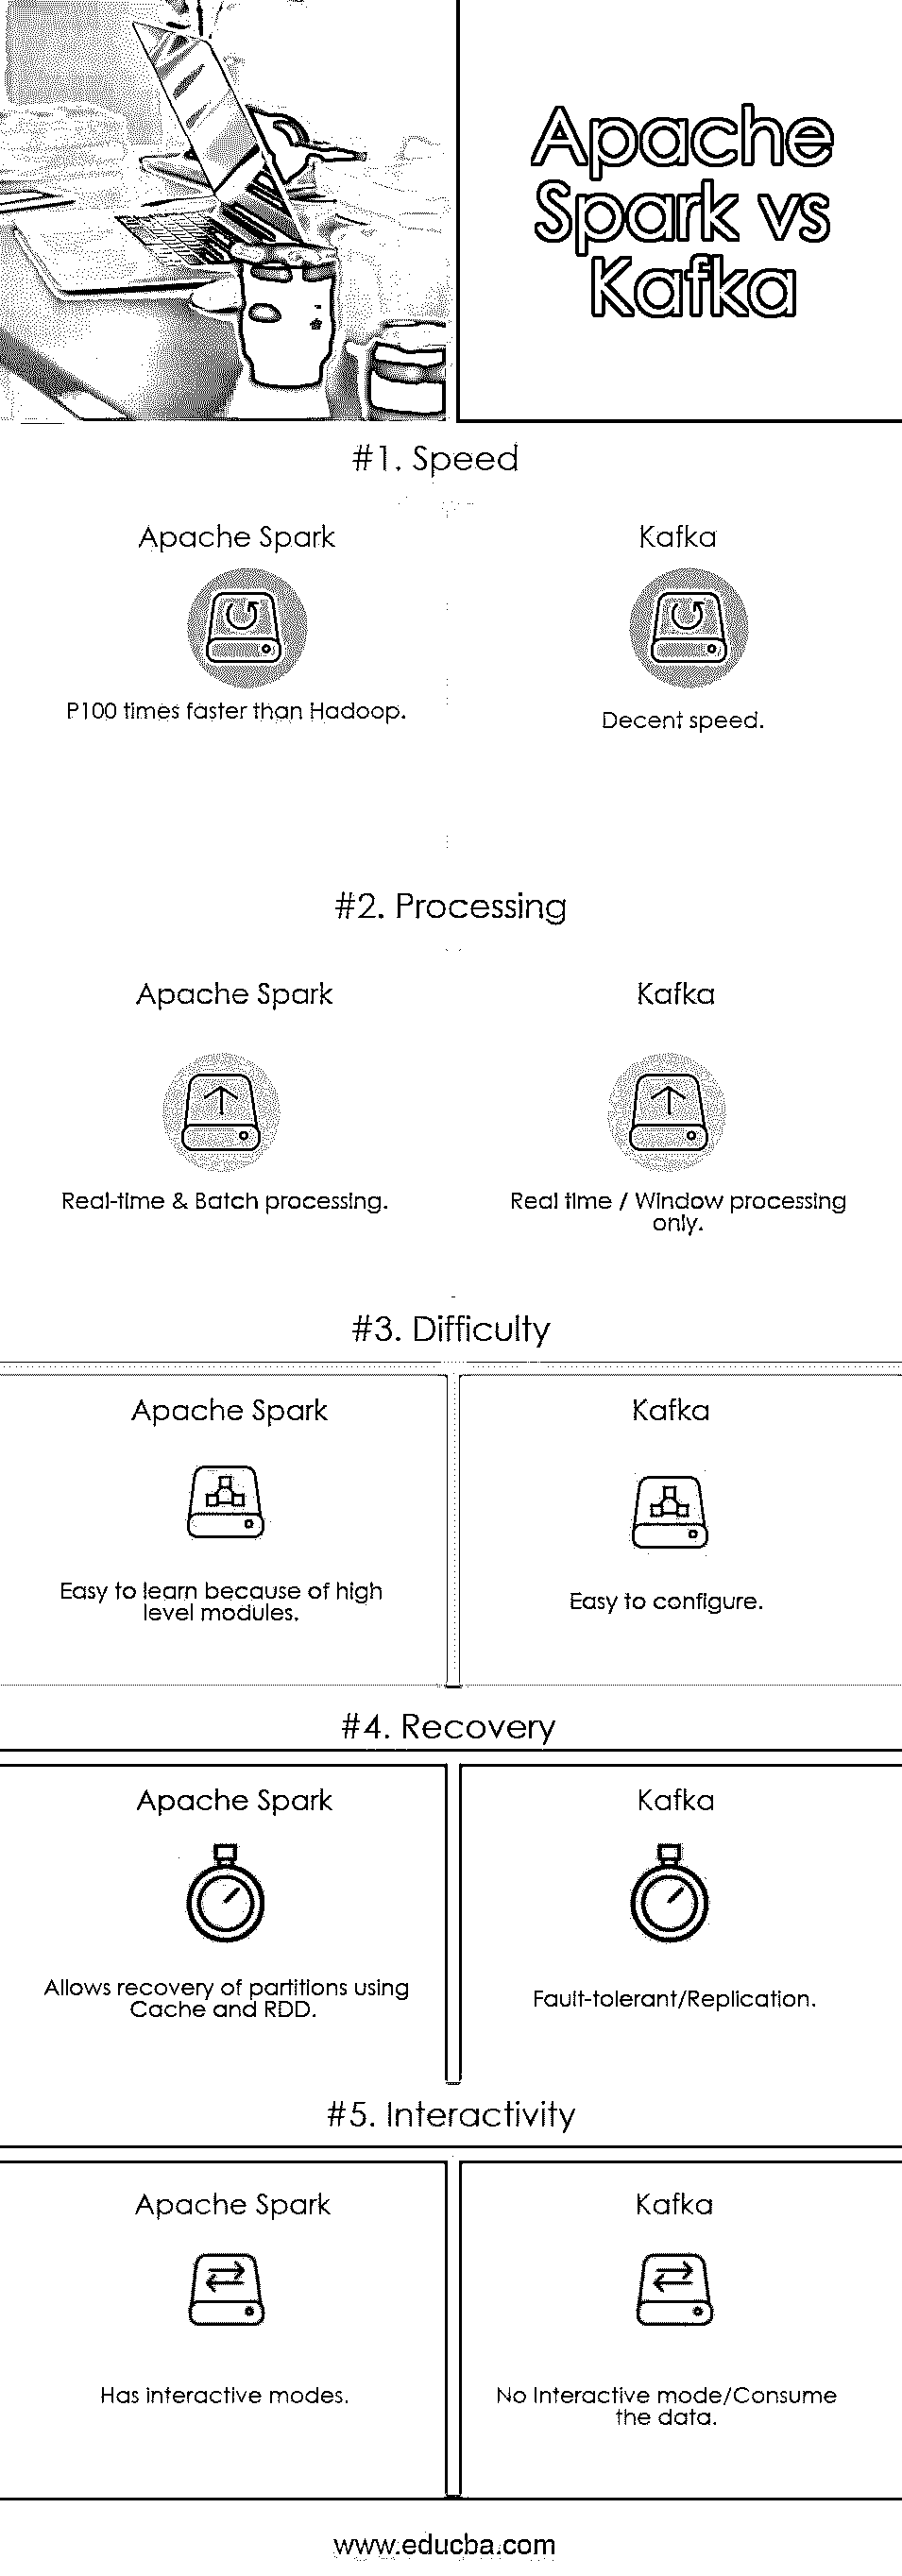 Apache
Spark vs
Kafka
#1. Speed
Apache Spark
Kafka
P100 times faster than Hadoop.
Decent speed.
#2. Processing
Apache Spark
Kafka
Real-time & Batch processing.
Real time / Window processing
only.
#3. Difficulty
Apache Spark
Kafka
Easy to learn because of high
level modules.
Easy to configure.
#4. Recovery
Apache Spark
Kafka
Allows recovery of partitions using
Cache and RDD.
Fault-tolerant/Replication.
#5. Interactivity
Apache Spark
Kafka
Has interactive modes.
No Interactive mode/Consume
the data.
www.educba.com